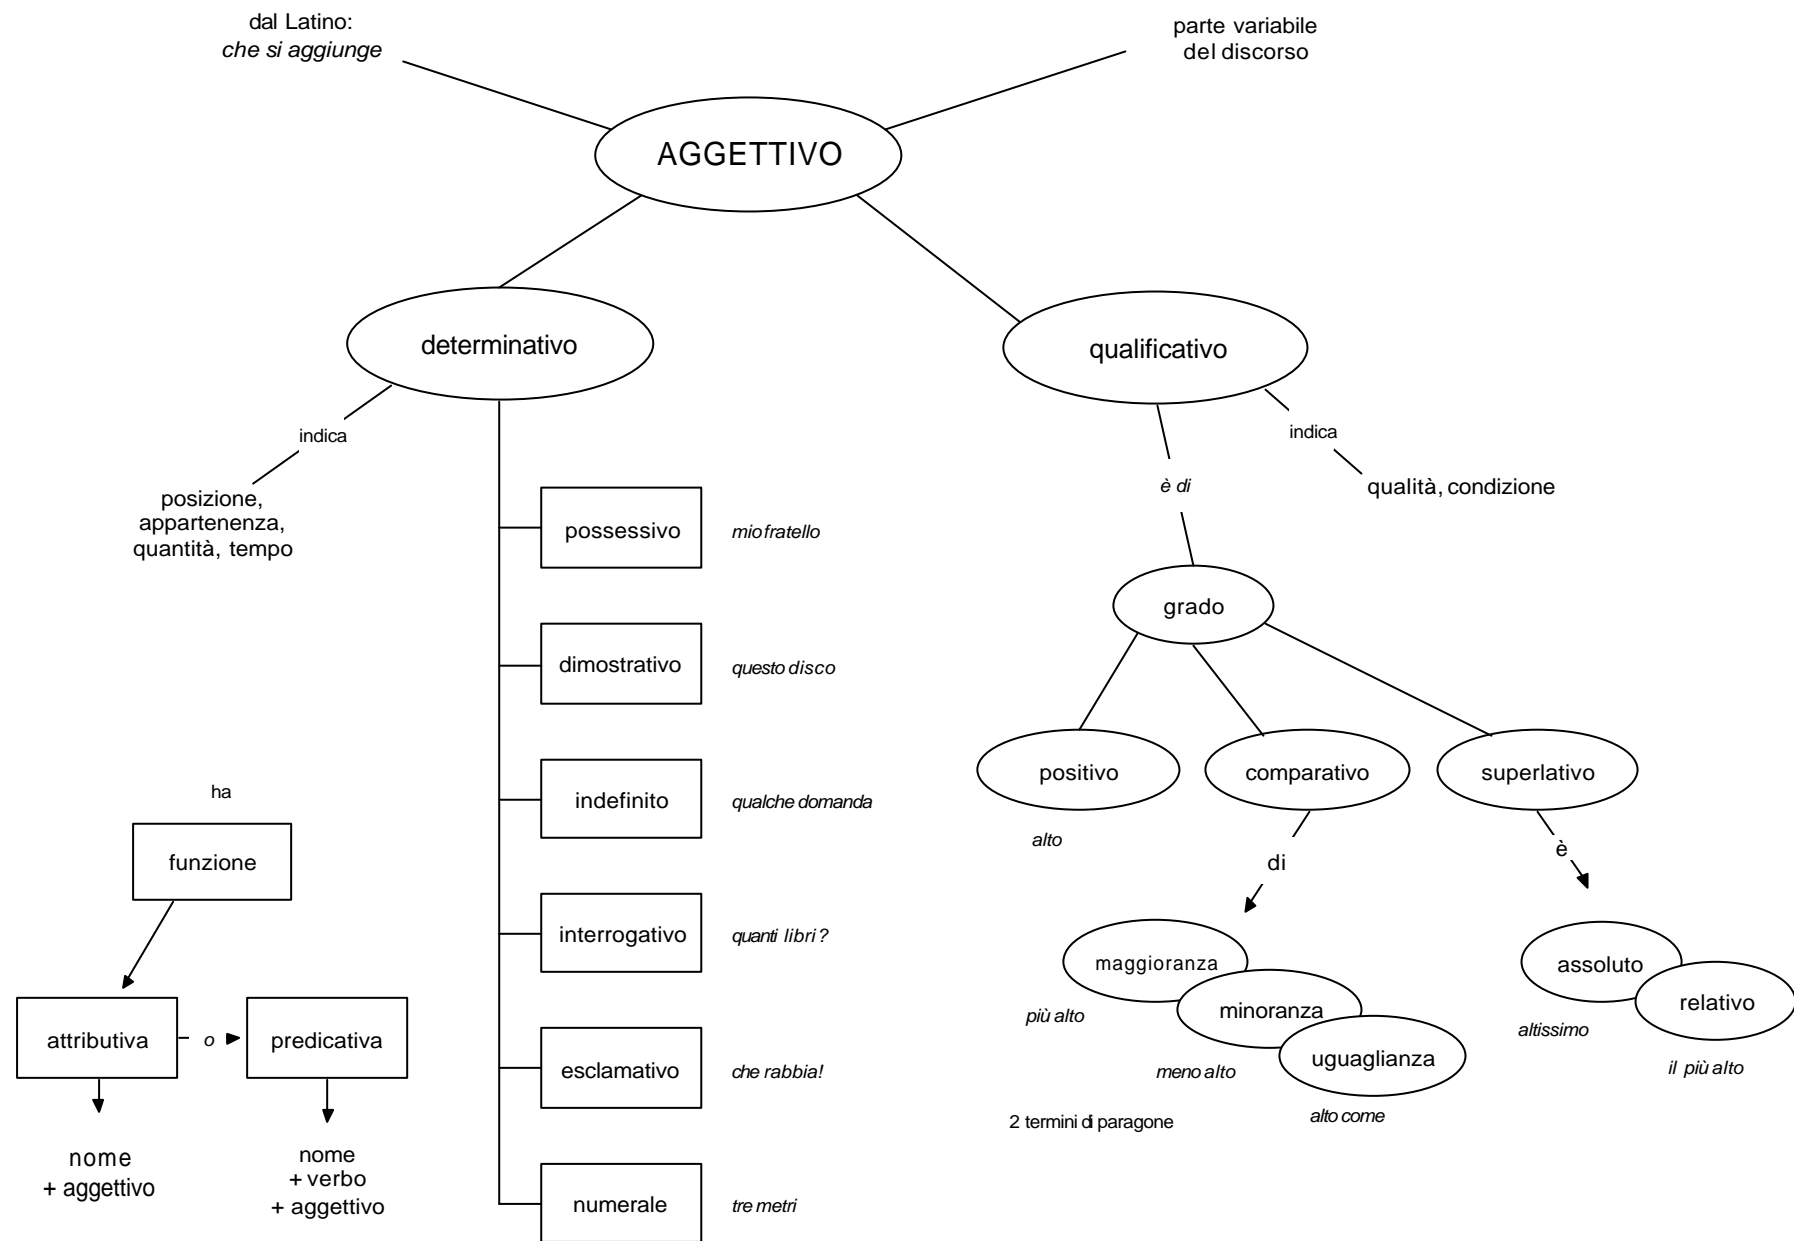 dal Latino:
che si aggiunge
parte variabile
del discorso
AGGETTIVO
determinativo
qualificativo
indica
posizione,
appartenenza,
quantità, tempo
indica
qualità, condizione
è di
grado
possessivo
mio fratello
dimostrativo
questo disco
indefinito
qualche domanda
interrogativo
quanti libri?
esclamativo
che rabbia!
numerale
tre metri
positivo
alto
comparativo
di
maggioranza
più alto
minoranza
meno alto
uguaglianza
alto come
2 termini di paragone
superlativo
è
assoluto
altissimo
relativo
il più alto
ha
funzione
attributiva
o
predicativa
nome
+ aggettivo
nome
+ verbo
+ aggettivo